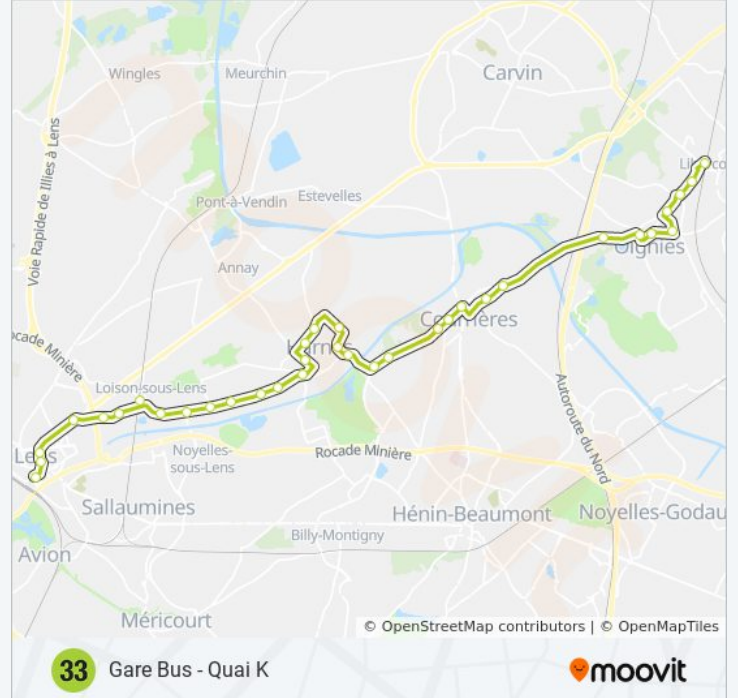 Wingles
Meurchin
Carvin
Voie Rapide de Illies à Lens
Pont-à-Vendin
Estevelles
Oignies
Annay
Courrières
Rocade Minière
Loison-sous-Lens
Autoroute du Nord
Lens
Noyelles-
sous-Lens
Rocade Minière
Sallaumines
Hénin-Beaumont
Noyelles-Godau
Billy-Montigny
Avion
Méricourt
© OpenStreetMap contributors | © OpenMapTiles
33 Gare Bus - Quai K
moovit